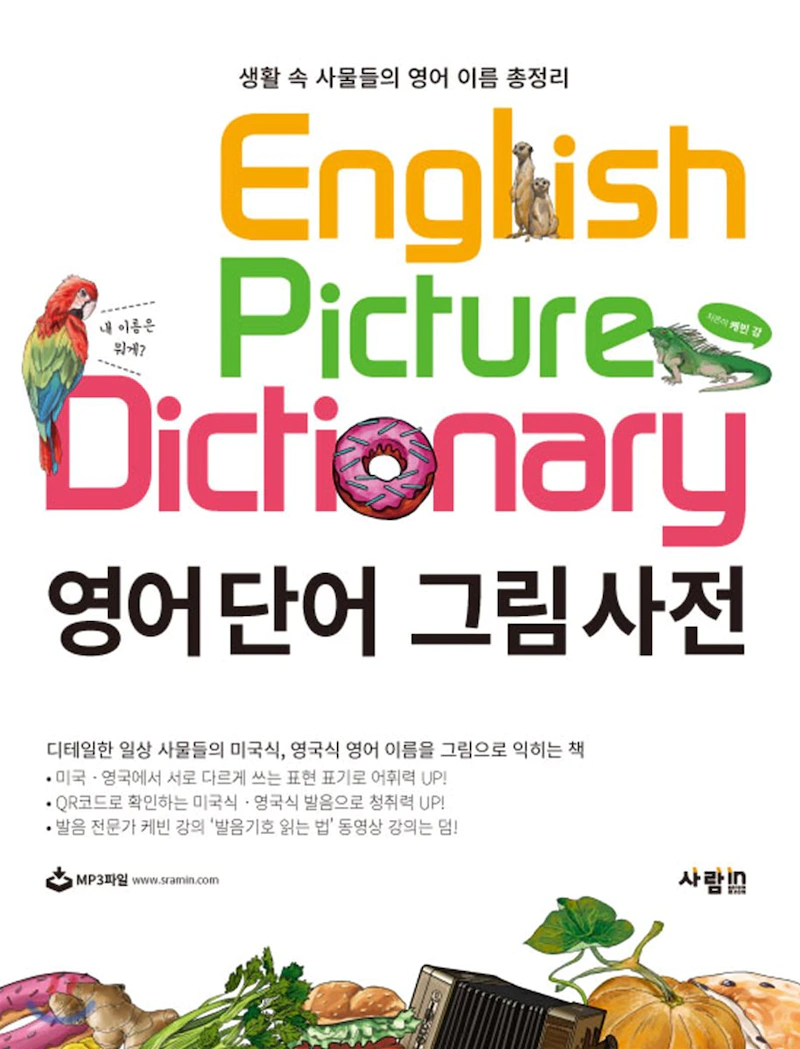 생활 속 사물들의 영어 이름 총정리
English
Picture
내 이름은
뭐게?
지은이 케빈 강
Dictionary
영어 단어 그림 사전
디테일한 일상 사물들의 미국식, 영국식 영어 이름을 그림으로 익히는 책
• 미국 · 영국에서 서로 다르게 쓰는 표현 표기로 어휘력 UP!
• QR코드로 확인하는 미국식 · 영국식 발음으로 청취력 UP!
• 발음 전문가 케빈 강의 ‘발음기호 읽는 법’ 동영상 강의는 덤!
MP3파일 www.sramin.com
사람in